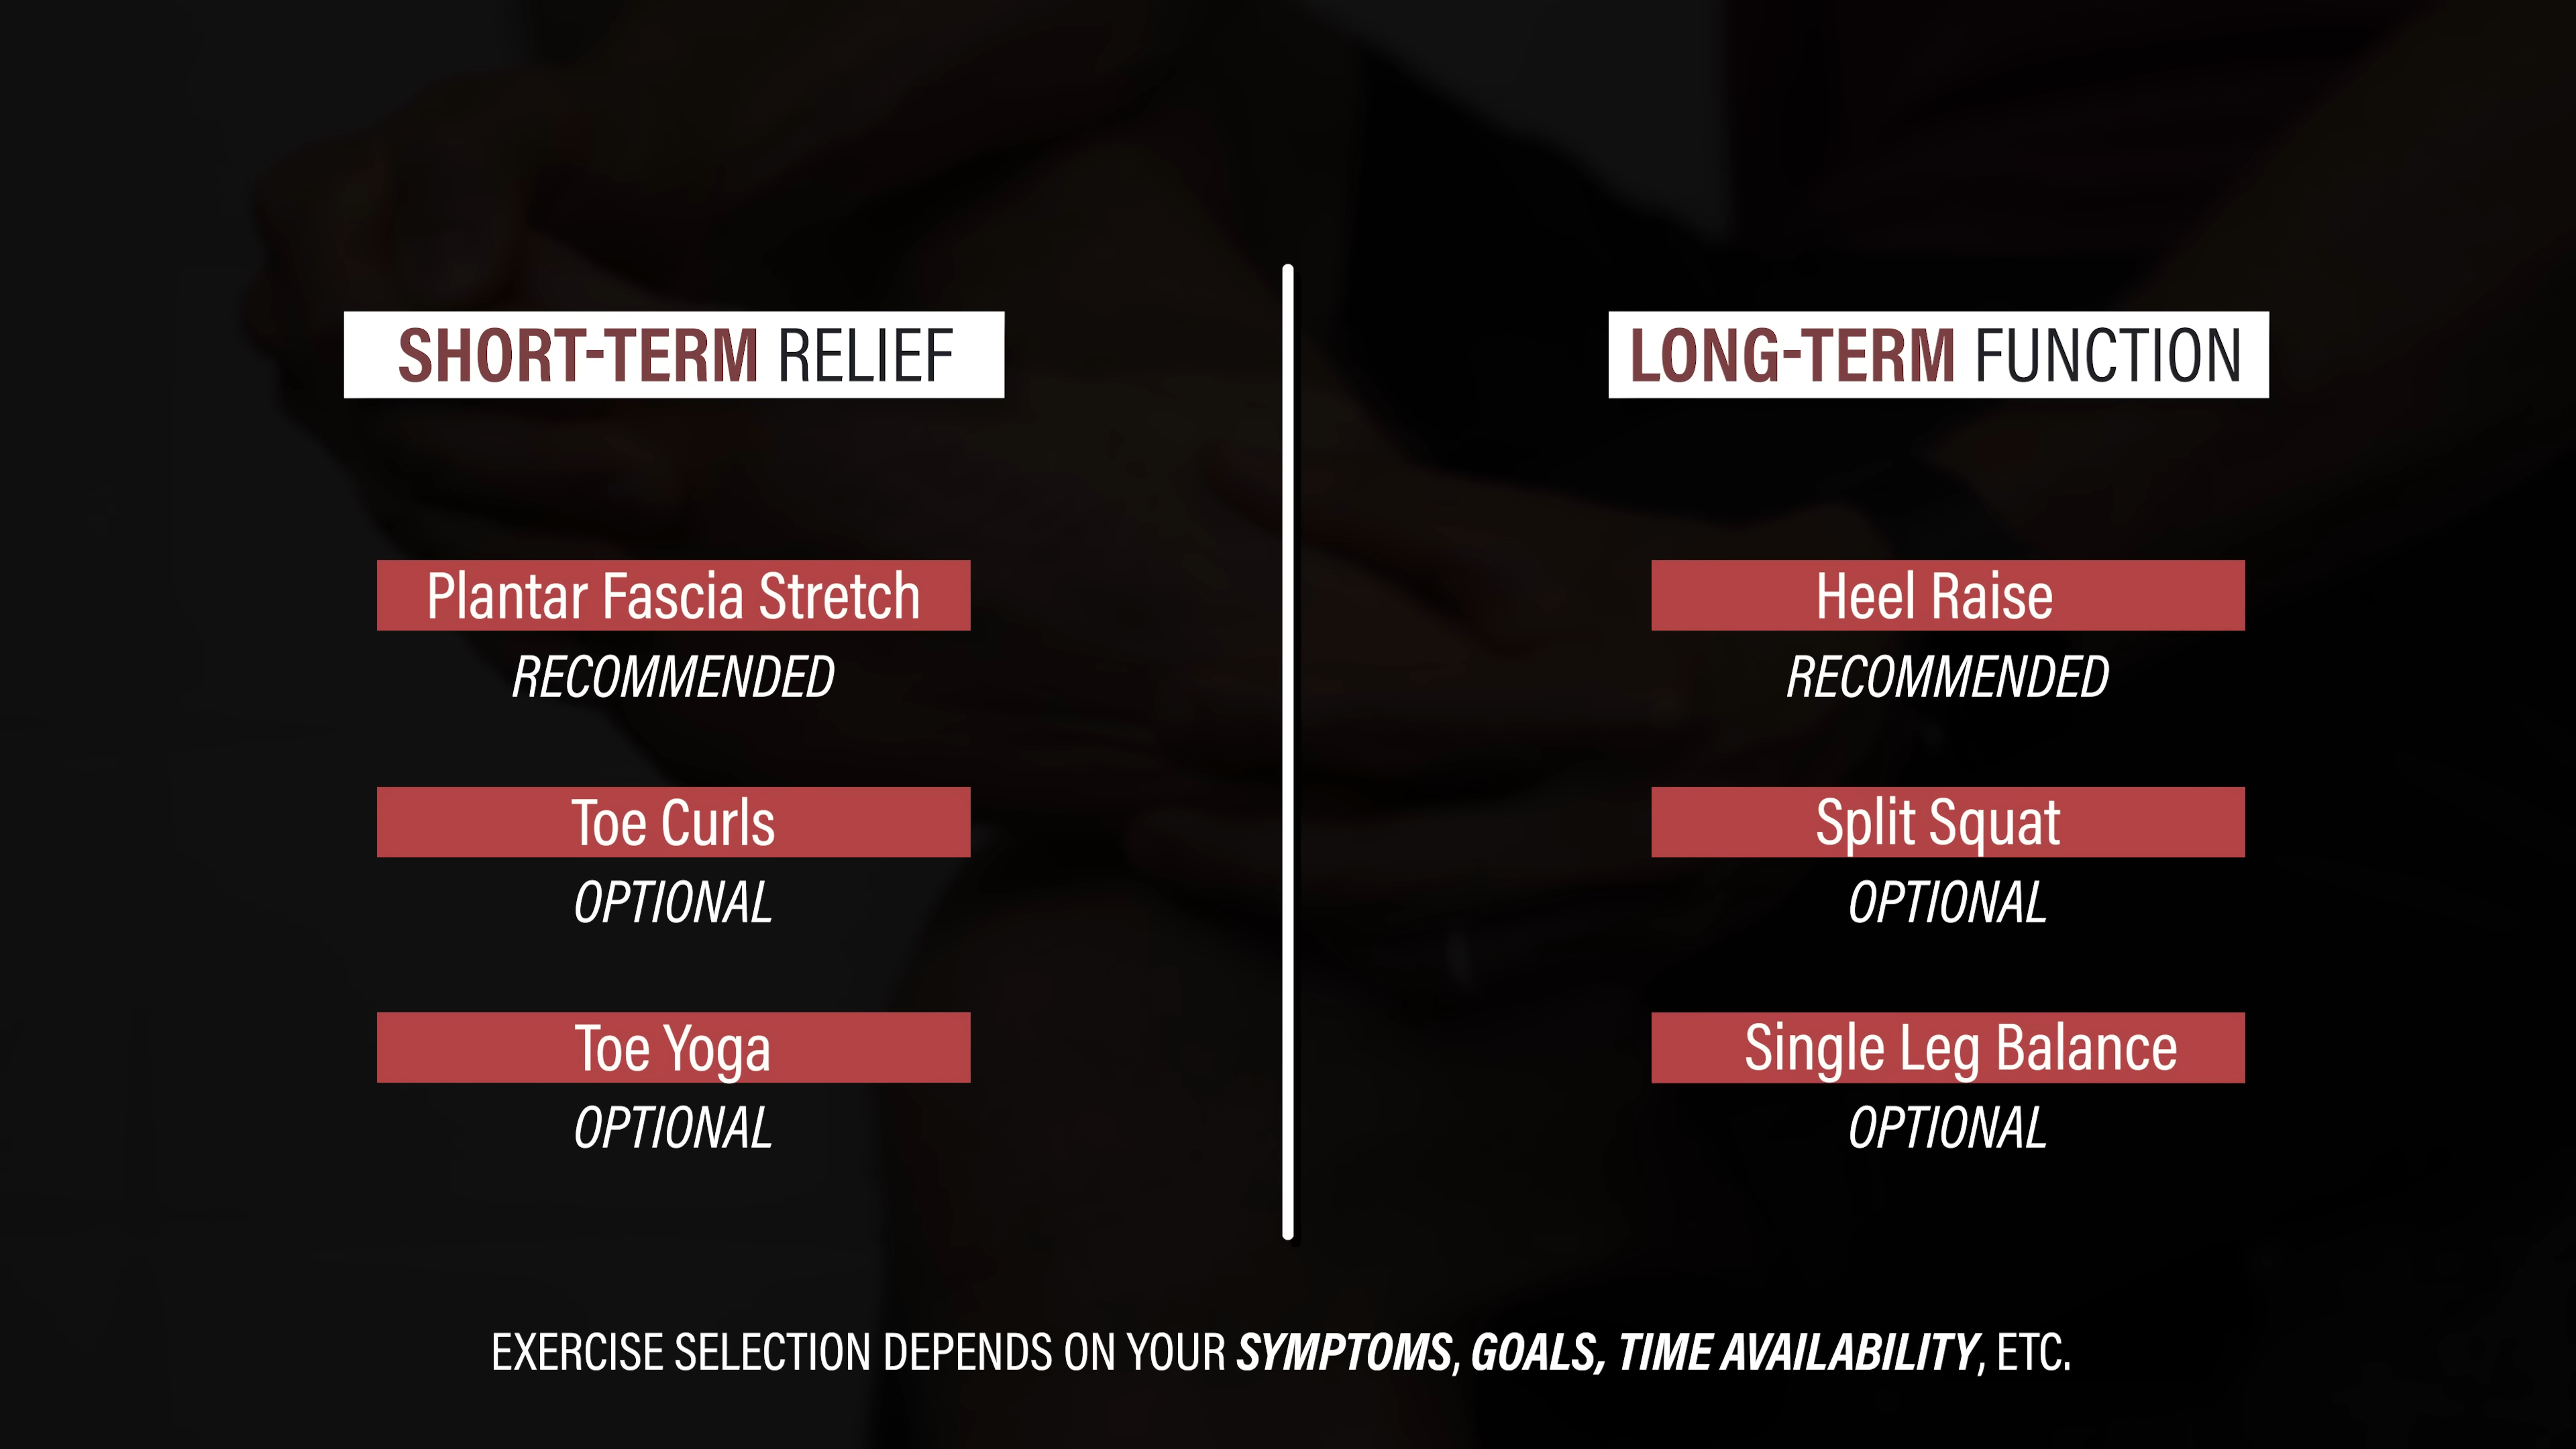 SHORT-TERM RELIEF
Plantar Fascia Stretch
RECOMMENDED
Toe Curls
OPTIONAL
Toe Yoga
OPTIONAL
LONG-TERM FUNCTION
Heel Raise
RECOMMENDED
Split Squat
OPTIONAL
Single Leg Balance
OPTIONAL
EXERCISE SELECTION DEPENDS ON YOUR SYMPTOMS, GOALS, TIME AVAILABILITY, ETC.